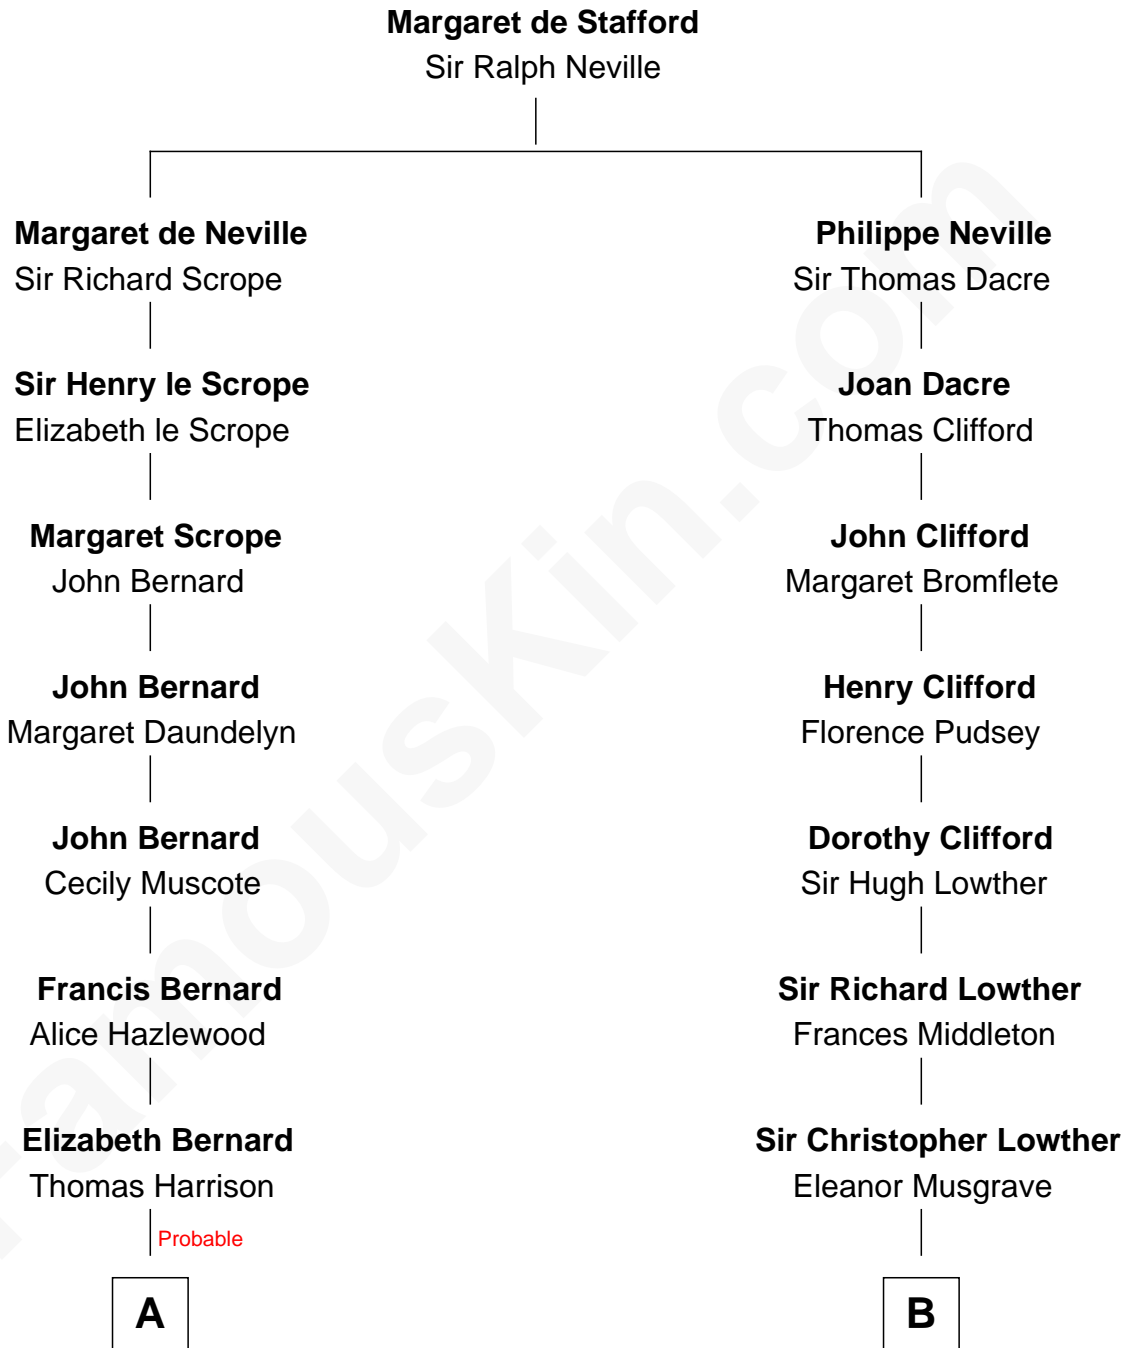 Margaret de Stafford
Sir Ralph Neville
Margaret de Neville
Sir Richard Scrope
Philippe Neville
Sir Thomas Dacre
Sir Henry le Scrope
Elizabeth le Scrope
Joan Dacre
Thomas Clifford
Margaret Scrope
John Bernard
John Clifford
Margaret Bromflete
John Bernard
Margaret Daundelyn
Henry Clifford
Florence Pudsey
John Bernard
Cecily Muscote
Dorothy Clifford
Sir Hugh Lowther
Francis Bernard
Alice Hazlewood
Sir Richard Lowther
Frances Middleton
Elizabeth Bernard
Thomas Harrison
Sir Christopher Lowther
Eleanor Musgrave
Probable
A
B
FamousKin.com